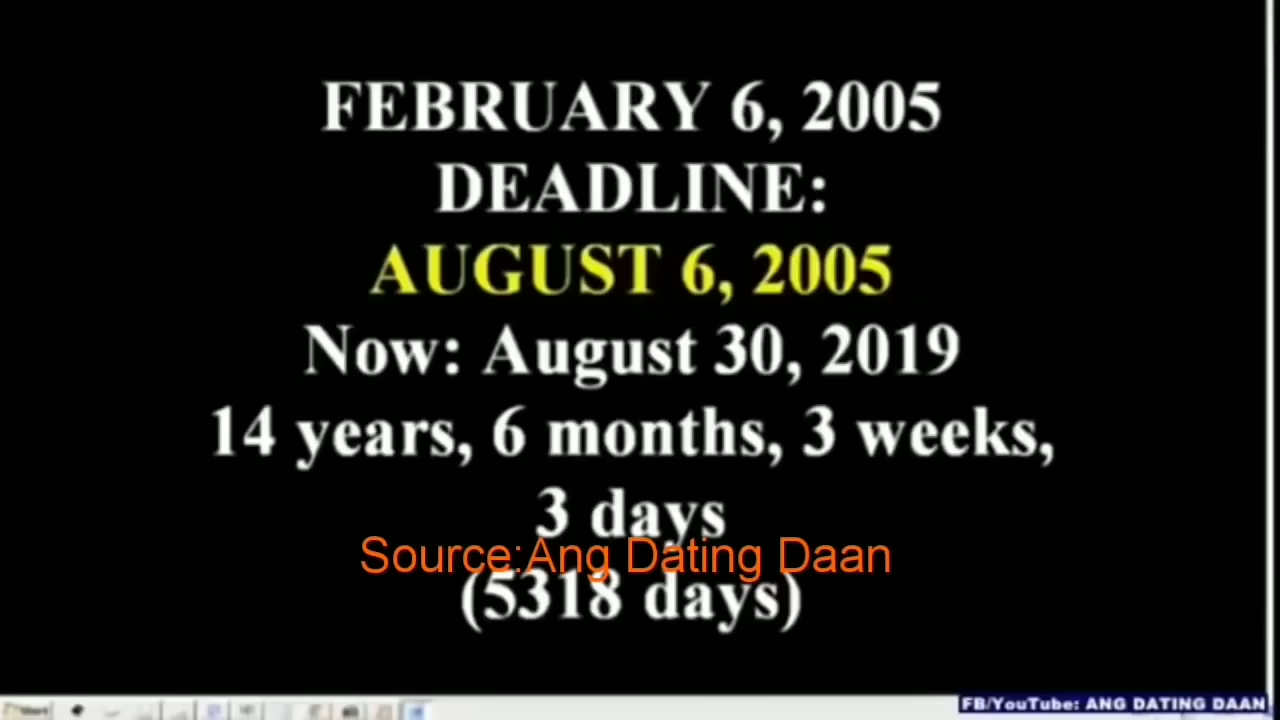 FEBRUARY 6, 2005
DEADLINE:
AUGUST 6, 2005
Now: August 30, 2019
14 years, 6 months, 3 weeks,
3 days
Source:Ang Dating Daan
(5318 days)
Start
FB/YouTube: ANG DATING DAAN